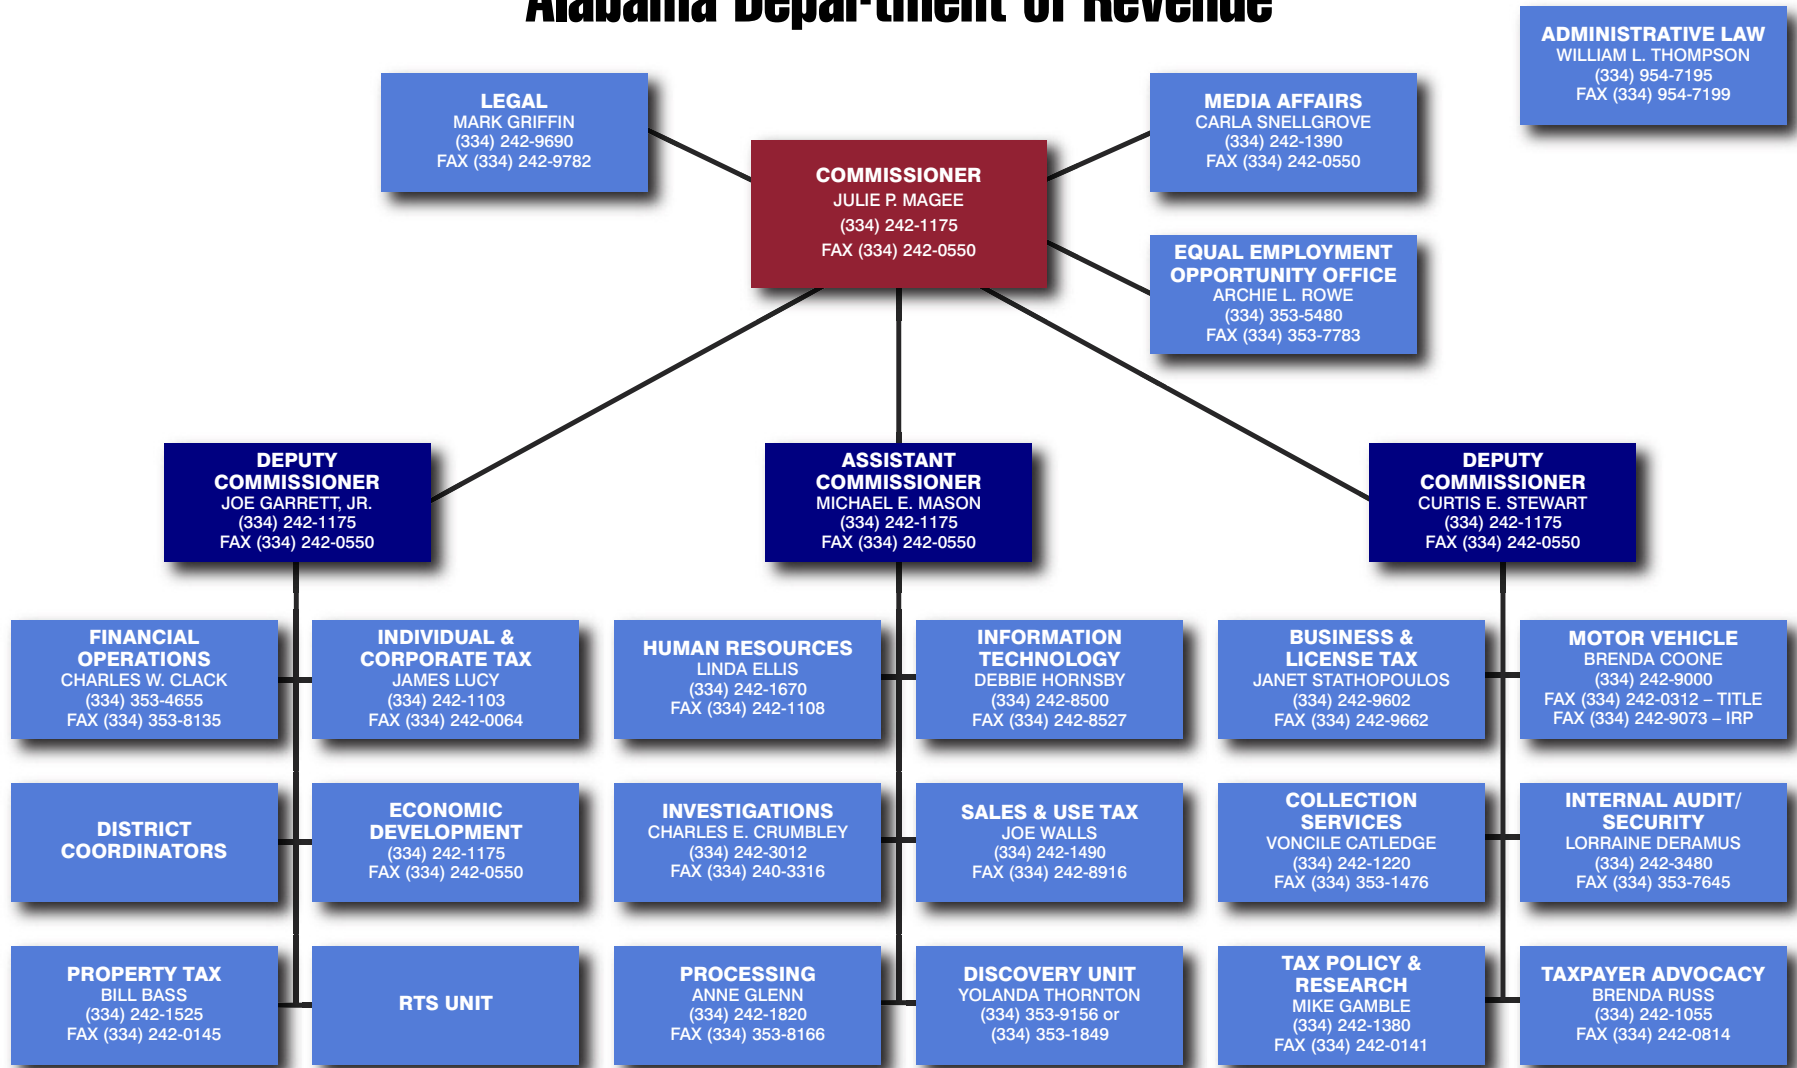 Alabama Department of Revenue
ADMINISTRATIVE LAW
WILLIAM L. THOMPSON
(334) 954-7195
FAX (334) 954-7199
LEGAL
MARK GRIFFIN
(334) 242-9690
FAX (334) 242-9782
MEDIA AFFAIRS
CARLA SNELLGROVE
(334) 242-1390
FAX (334) 242-0550
COMMISSIONER
JULIE P. MAGEE
(334) 242-1175
FAX (334) 242-0550
EQUAL EMPLOYMENT
OPPORTUNITY OFFICE
ARCHIE L. ROWE
(334) 353-5480
FAX (334) 353-7783
DEPUTY
COMMISSIONER
JOE GARRETT, JR.
(334) 242-1175
FAX (334) 242-0550
ASSISTANT
COMMISSIONER
MICHAEL E. MASON
(334) 242-1175
FAX (334) 242-0550
DEPUTY
COMMISSIONER
CURTIS E. STEWART
(334) 242-1175
FAX (334) 242-0550
FINANCIAL
OPERATIONS
CHARLES W. CLACK
(334) 353-4655
FAX (334) 353-8135
INDIVIDUAL &
CORPORATE TAX
JAMES LUCY
(334) 242-1103
FAX (334) 242-0064
HUMAN RESOURCES
LINDA ELLIS
(334) 242-1670
FAX (334) 242-1108
INFORMATION
TECHNOLOGY
DEBBIE HORNSBY
(334) 242-8500
FAX (334) 242-8527
BUSINESS &
LICENSE TAX
JANET STATHOPOULOS
(334) 242-9602
FAX (334) 242-9662
MOTOR VEHICLE
BRENDA COONE
(334) 242-9000
FAX (334) 242-0312 – TITLE
FAX (334) 242-9073 – IRP
DISTRICT
COORDINATORS
ECONOMIC
DEVELOPMENT
(334) 242-1175
FAX (334) 242-0550
INVESTIGATIONS
CHARLES E. CRUMBLEY
(334) 242-3012
FAX (334) 240-3316
SALES & USE TAX
JOE WALLS
(334) 242-1490
FAX (334) 242-8916
COLLECTION
SERVICES
VONCILE CATLEDGE
(334) 242-1220
FAX (334) 353-1476
INTERNAL AUDIT/
SECURITY
LORRAINE DERAMUS
(334) 242-3480
FAX (334) 353-7645
PROPERTY TAX
BILL BASS
(334) 242-1525
FAX (334) 242-0145
RTS UNIT
PROCESSING
ANNE GLENN
(334) 242-1820
FAX (334) 353-8166
DISCOVERY UNIT
YOLANDA THORNTON
(334) 353-9156 or
(334) 353-1849
TAX POLICY &
RESEARCH
MIKE GAMBLE
(334) 242-1380
FAX (334) 242-0141
TAXPAYER ADVOCACY
BRENDA RUSS
(334) 242-1055
FAX (334) 242-0814